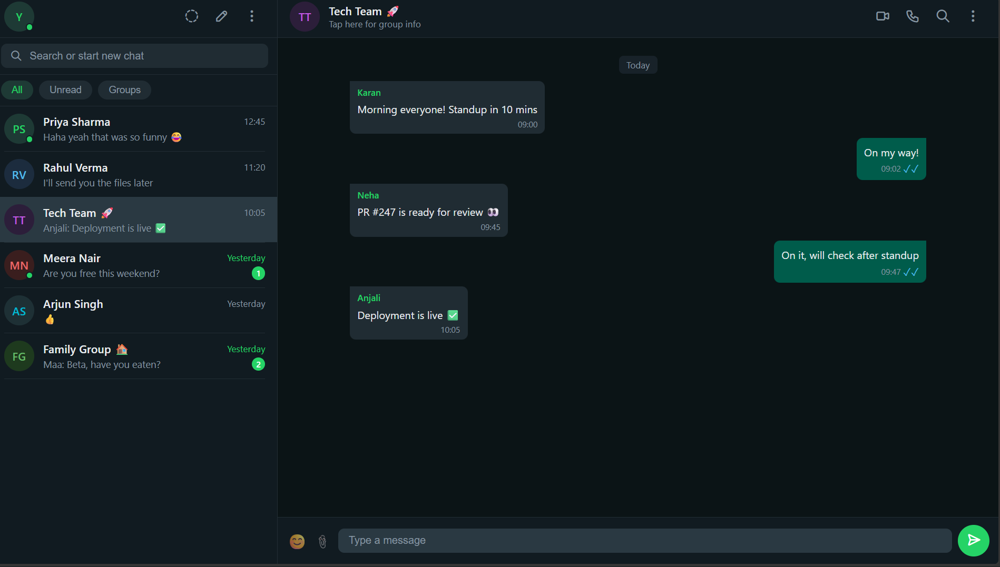 Y
Search or start new chat
All Unread Groups
PS Priya Sharma 12:45
Haha yeah that was so funny 😂
RV Rahul Verma 11:20
I'll send you the files later
TT Tech Team 🚀 10:05
Anjali: Deployment is live ✅
MN Meera Nair Yesterday
Are you free this weekend? 1
AS Arjun Singh Yesterday
👍
FG Family Group 🏠 Yesterday
Maa: Beta, have you eaten? 2
TT Tech Team 🚀
Tap here for group info
Today
Karan
Morning everyone! Standup in 10 mins
09:00
On my way!
09:02 ✓✓
Neha
PR #247 is ready for review 👀
09:45
On it, will check after standup
09:47 ✓✓
Anjali
Deployment is live ✅
10:05
😊 📎 Type a message